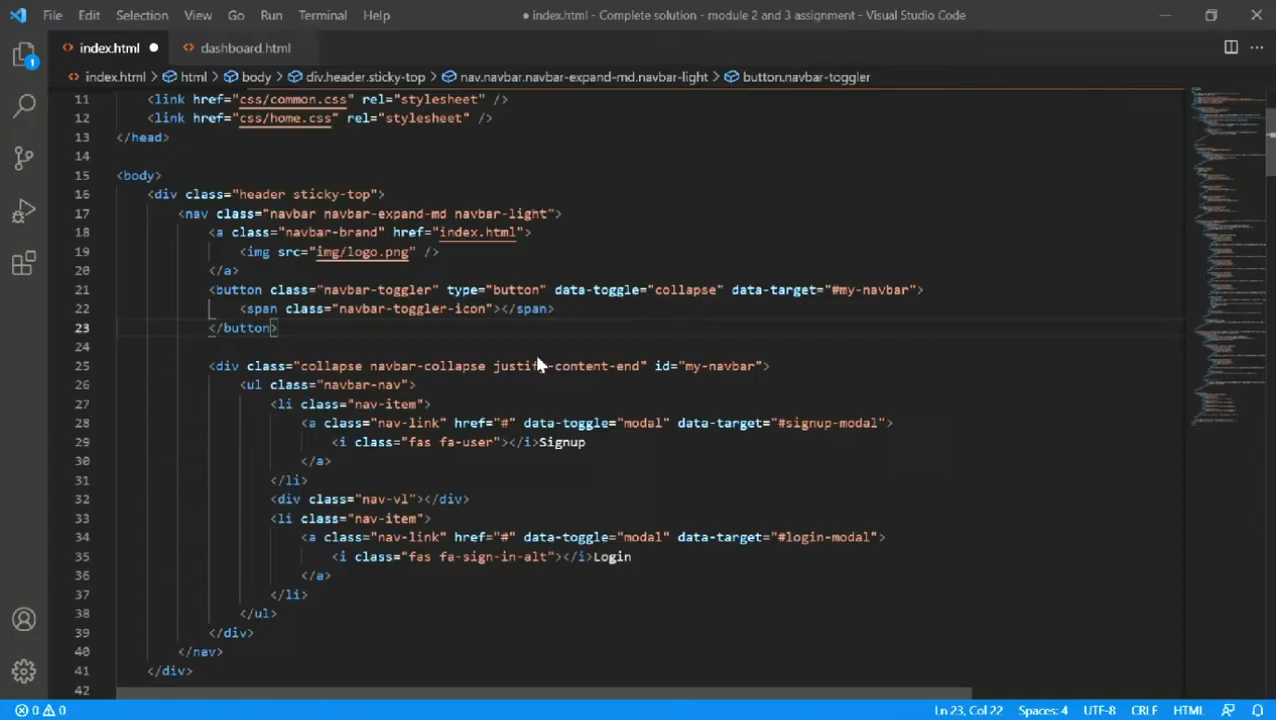 File Edit Selection View Go Run Terminal Help ● index.html - Complete solution - module 2 and 3 assignment - Visual Studio Code
index.html ● dashboard.html
index.html > html > body > div.header.sticky-top > nav.navbar.navbar-expand-md.navbar-light > button.navbar-toggler
1
11 <link href="css/common.css" rel="stylesheet" />
12 <link href="css/home.css" rel="stylesheet" />
13 </head>
14
15 <body>
16 <div class="header sticky-top">
17 <nav class="navbar navbar-expand-md navbar-light">
18 <a class="navbar-brand" href="index.html">
19 <img src="img/logo.png" />
20 </a>
21 <button class="navbar-toggler" type="button" data-toggle="collapse" data-target="#my-navbar">
22 <span class="navbar-toggler-icon"></span>
23 </button>
24
25 <div class="collapse navbar-collapse justify-content-end" id="my-navbar">
26 <ul class="navbar-nav">
27 <li class="nav-item">
28 <a class="nav-link" href="#" data-toggle="modal" data-target="#signup-modal">
29 <i class="fas fa-user"></i>Signup
30 </a>
31 </li>
32 <div class="nav-vl"></div>
33 <li class="nav-item">
34 <a class="nav-link" href="#" data-toggle="modal" data-target="#login-modal">
35 <i class="fas fa-sign-in-alt"></i>Login
36 </a>
37 </li>
38 </ul>
39 </div>
40 </nav>
41 </div>
42
0 0 Ln 23, Col 22 Spaces: 4 UTF-8 CRLF HTML